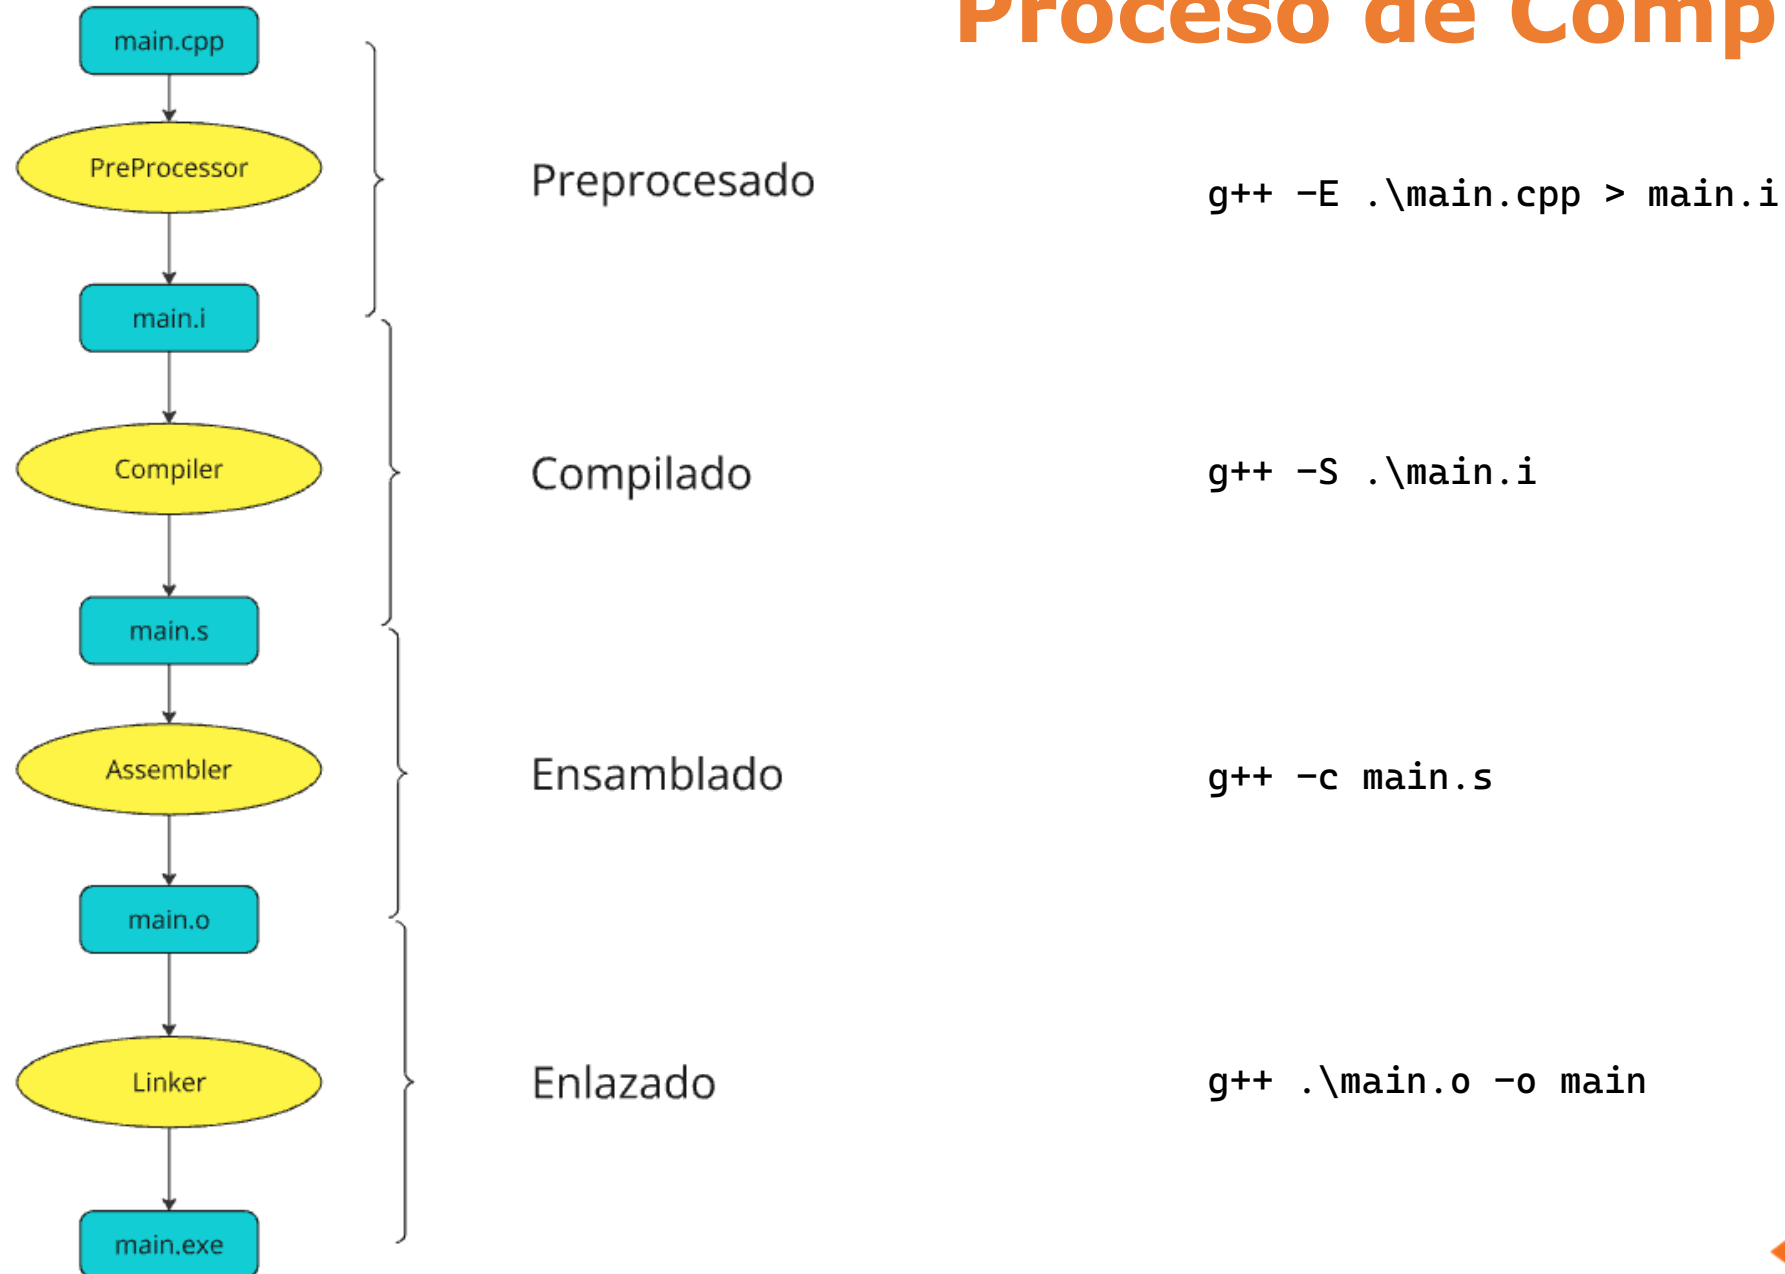 Proceso de Comp
main.cpp
PreProcessor
Preprocesado
g++ -E .\main.cpp > main.i
main.i
Compiler
Compilado
g++ -S .\main.i
main.s
Assembler
Ensamblado
g++ -c main.s
main.o
Linker
Enlazado
g++ .\main.o -o main
main.exe